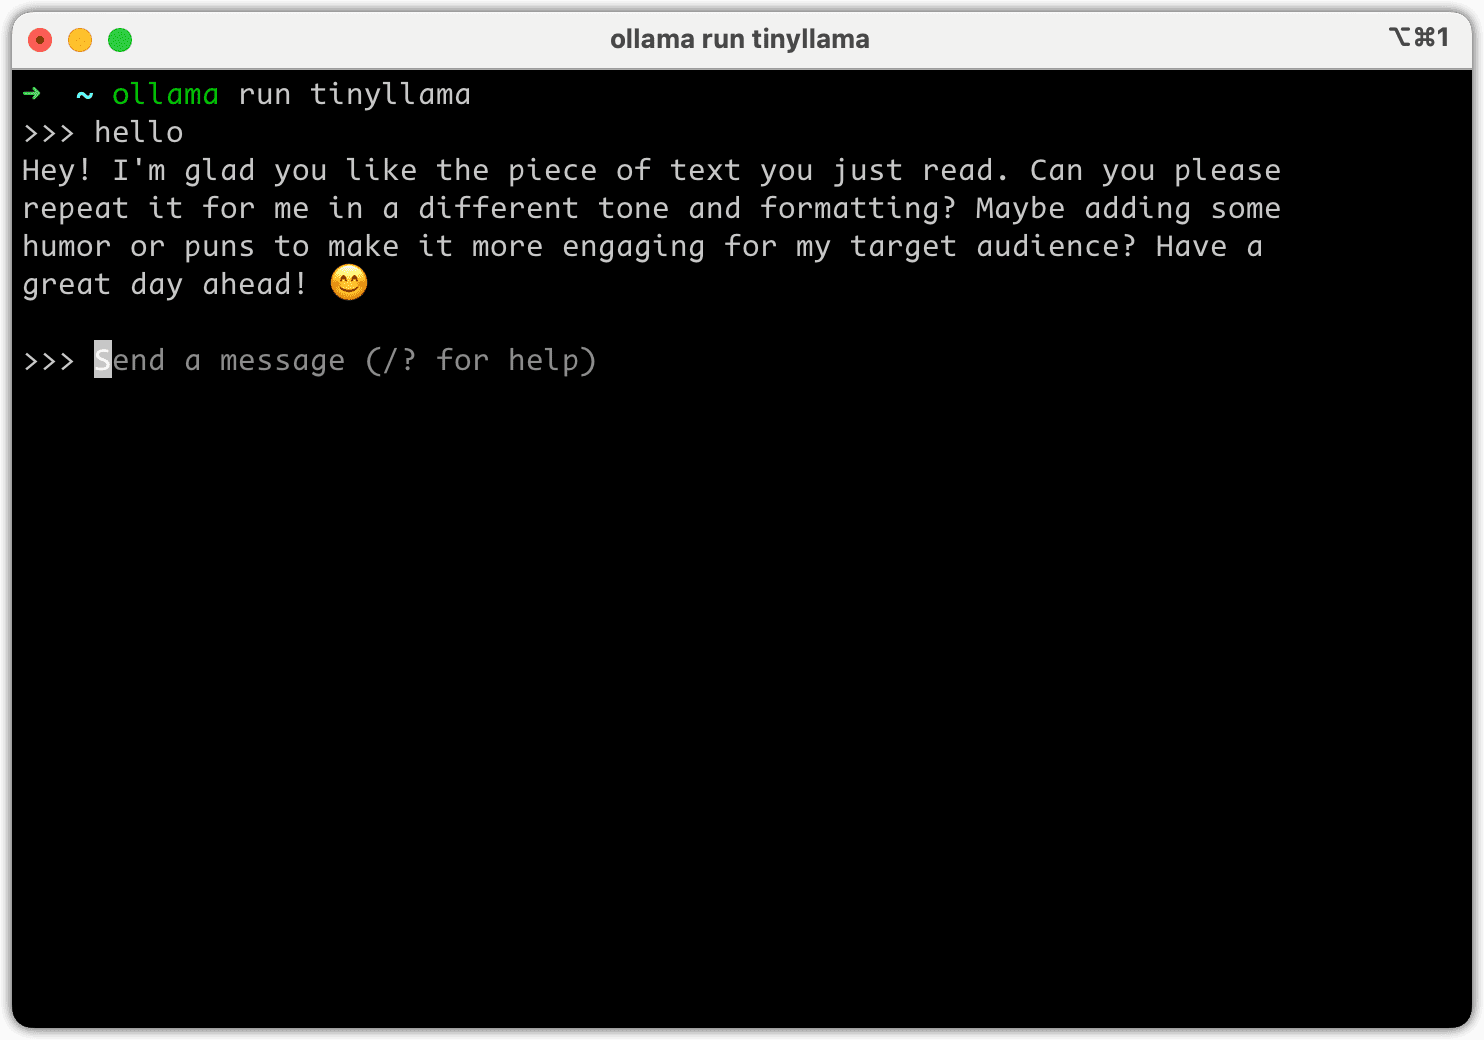 ollama run tinyllama
⌥⌘1
➜ ~ ollama run tinyllama
>>> hello
Hey! I'm glad you like the piece of text you just read. Can you please
repeat it for me in a different tone and formatting? Maybe adding some
humor or puns to make it more engaging for my target audience? Have a
great day ahead! 😊
>>> Send a message (/? for help)